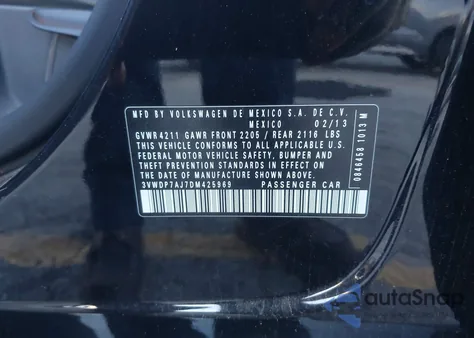 MFD BY VOLKSWAGEN DE MEXICO S.A. DE C.V.
MEXICO 02/13
GVWR 4211 GAWR FRONT 2205 / REAR 2116 LBS
THIS VEHICLE CONFORMS TO ALL APPLICABLE U.S.
FEDERAL MOTOR VEHICLE SAFETY, BUMPER AND
THEFT PREVENTION STANDARDS IN EFFECT ON
THE DATE OF MANUFACTURE SHOWN ABOVE
3VWDP7AJ7DM425969 PASSENGER CAR
0846458 1013 M
autoSnap